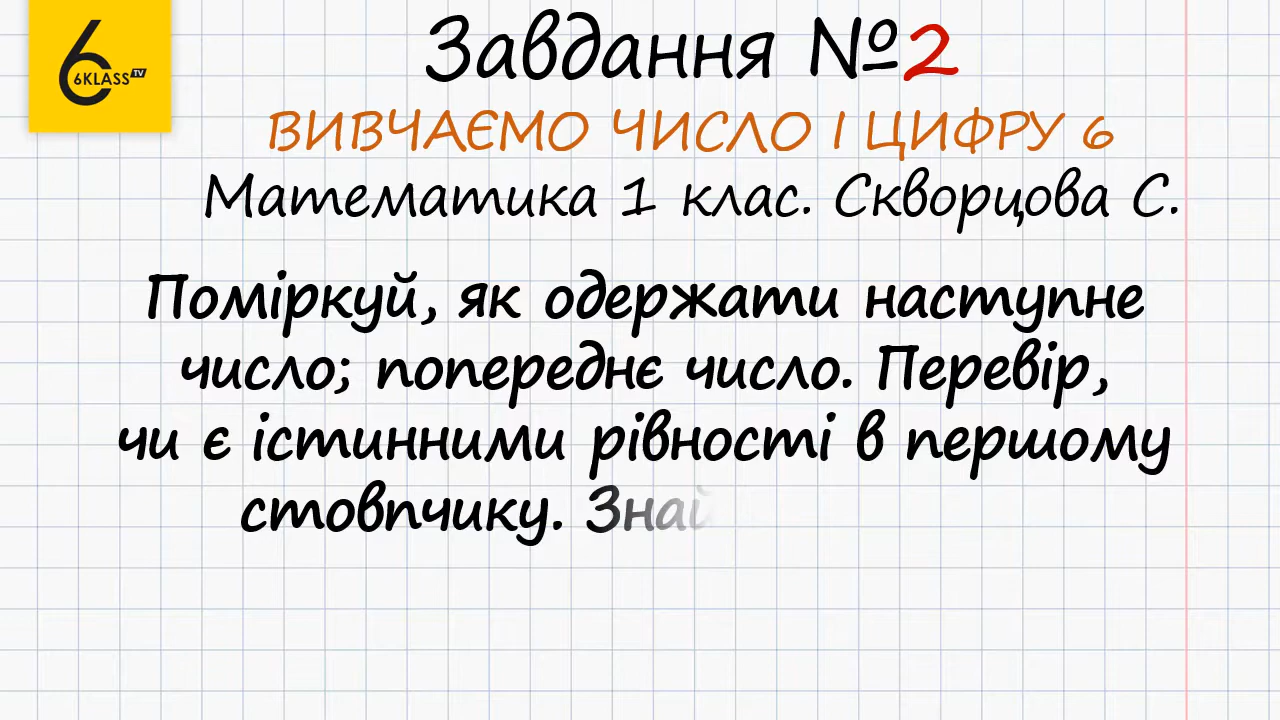 6KLASS TV
Завдання №2
ВИВЧАЄМО ЧИСЛО І ЦИФРУ 6
Математика 1 клас. Скворцова С.
Поміркуй, як одержати наступне
число; попереднє число. Перевір,
чи є істинними рівності в першому
стовпчику. Знай